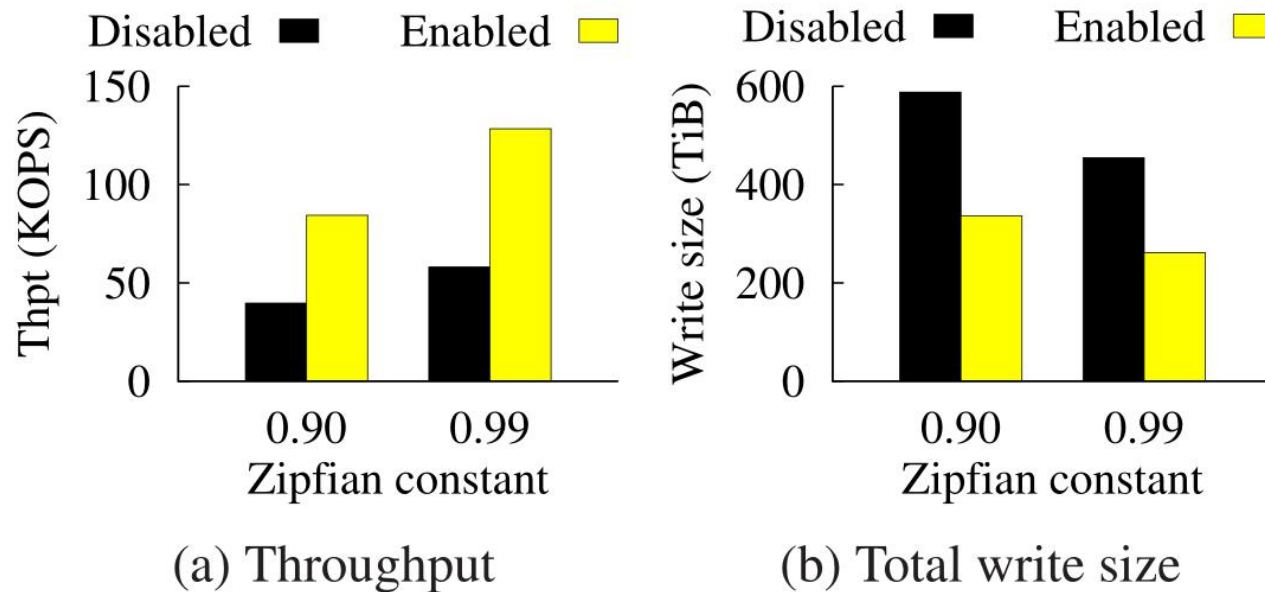 Disabled Enabled
Thpt (KOPS)
150
100
50
0
0.90 0.99
Zipfian constant
(a) Throughput
Disabled Enabled
Write size (TiB)
600
400
200
0
0.90 0.99
Zipfian constant
(b) Total write size